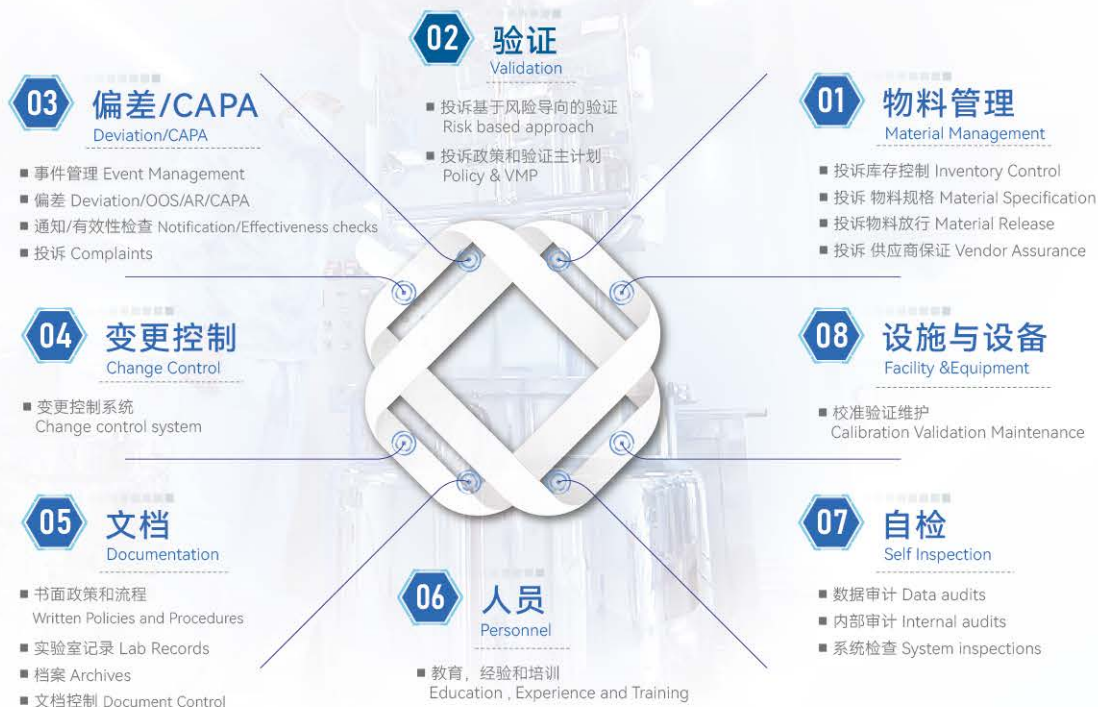 01
物料管理
Material Management
■ 投诉库存控制 Inventory Control
■ 投诉 物料规格 Material Specification
■ 投诉物料放行 Material Release
■ 投诉 供应商保证 Vendor Assurance
02
验证
Validation
■ 投诉基于风险导向的验证
Risk based approach
■ 投诉政策和验证主计划
Policy & VMP
03
偏差/CAPA
Deviation/CAPA
■ 事件管理 Event Management
■ 偏差 Deviation/OOS/AR/CAPA
■ 通知/有效性检查 Notification/Effectiveness checks
■ 投诉 Complaints
04
变更控制
Change Control
■ 变更控制系统
Change control system
05
文档
Documentation
■ 书面政策和流程
Written Policies and Procedures
■ 实验室记录 Lab Records
■ 档案 Archives
■ 文档控制 Document Control
06
人员
Personnel
■ 教育，经验和培训
Education , Experience and Training
07
自检
Self Inspection
■ 数据审计 Data audits
■ 内部审计 Internal audits
■ 系统检查 System inspections
08
设施与设备
Facility &Equipment
■ 校准验证维护
Calibration Validation Maintenance